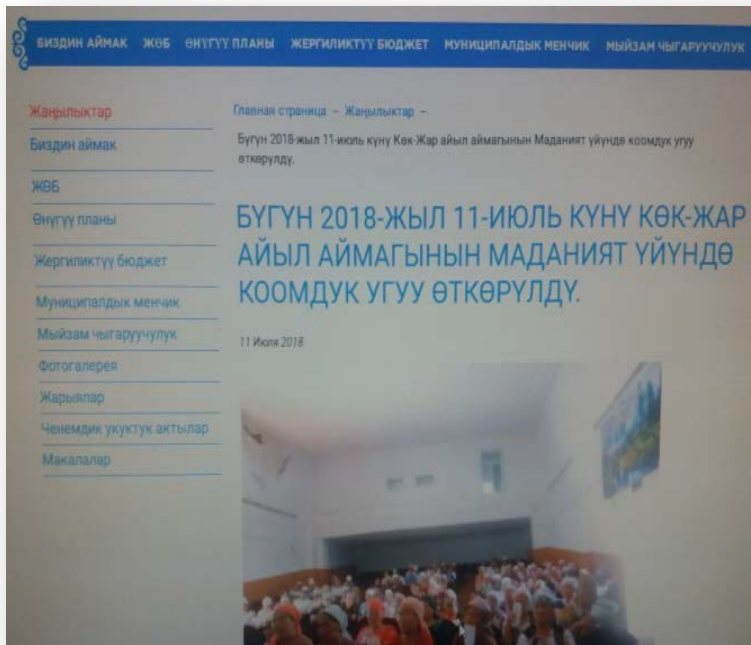 БИЗДИН АЙМАК ЖӨБ ӨНҮГҮҮ ПЛАНЫ ЖЕРГИЛИКТҮҮ БЮДЖЕТ МУНИЦИПАЛДЫК МЕНЧИК МЫЙЗАМ ЧЫГАРУУЧУЛУК
Жаңылыктар
Биздин аймак
ЖӨБ
Өнүгүү планы
Жергиликтүү бюджет
Муниципалдык менчик
Мыйзам чыгаруучулук
Фотогалерея
Жарыялар
Ченемдик укуктук актылар
Макалалар
Главная страница – Жаңылыктар –
Бүгүн 2018-жыл 11-июль күнү Көк-Жар айыл аймагынын Маданият үйүндө коомдук угуу
өткөрүлдү.
БҮГҮН 2018-ЖЫЛ 11-ИЮЛЬ КҮНҮ КӨК-ЖАР
АЙЫЛ АЙМАГЫНЫН МАДАНИЯТ ҮЙҮНДӨ
КООМДУК УГУУ ӨТКӨРҮЛДҮ.
11 Июля 2018